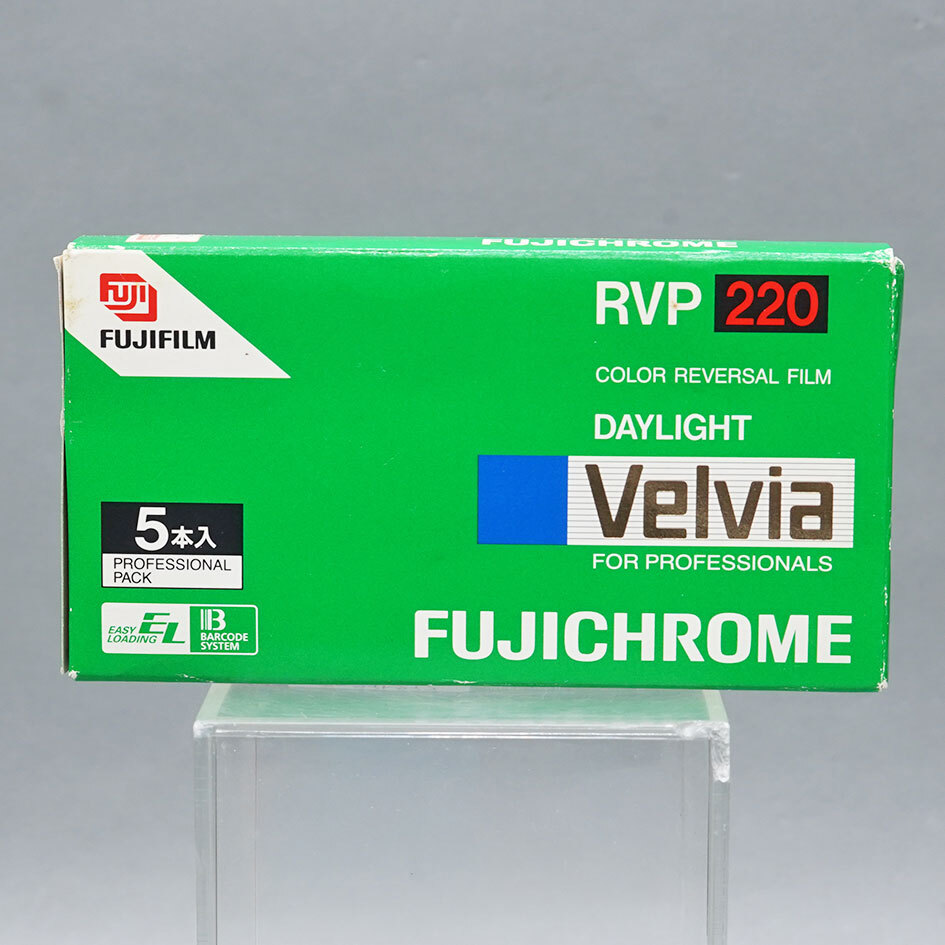 FUJICHROME
FUJI
FUJIFILM
RVP 220
COLOR REVERSAL FILM
DAYLIGHT
Velvia
FOR PROFESSIONALS
5本入
PROFESSIONAL
PACK
EASY
LOADING
EL
B
BARCODE
SYSTEM
FUJICHROME